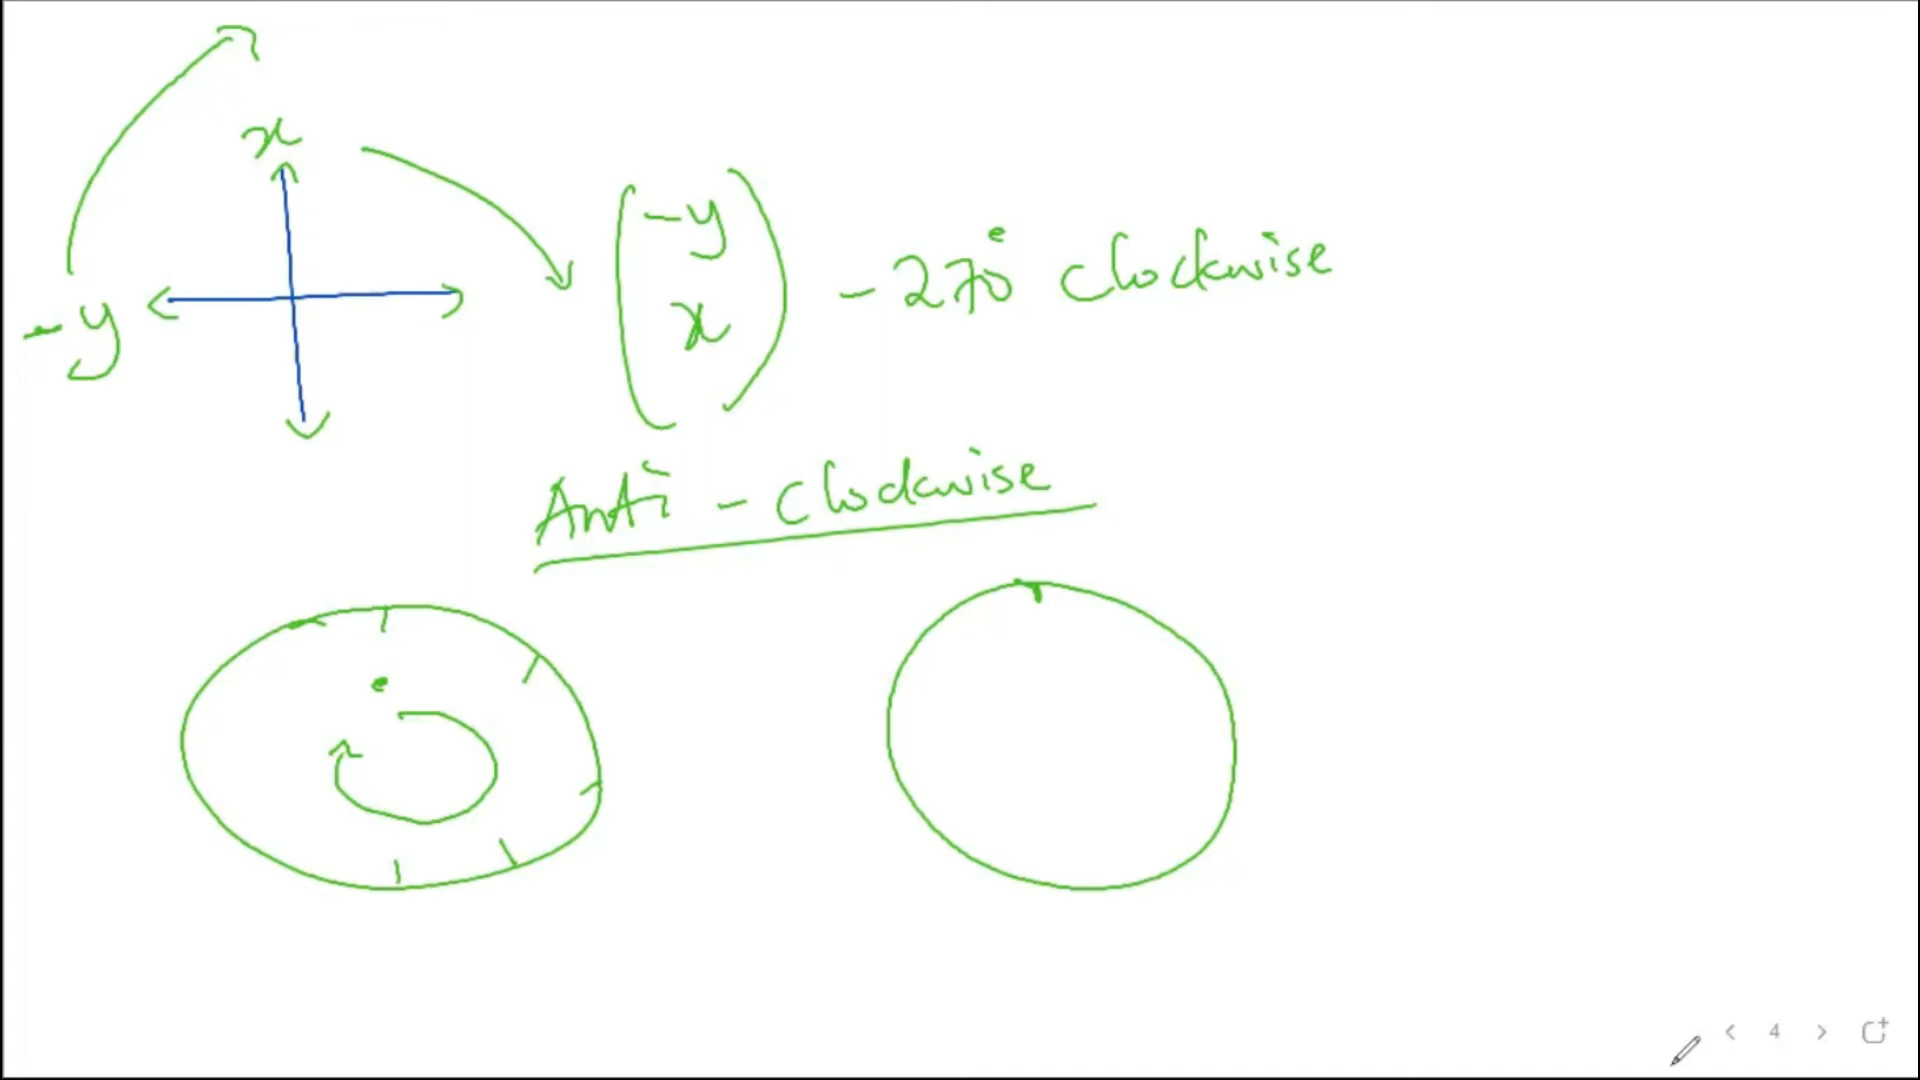 x
-y
(-y
x) - 270° clockwise
Anti - clockwise
4